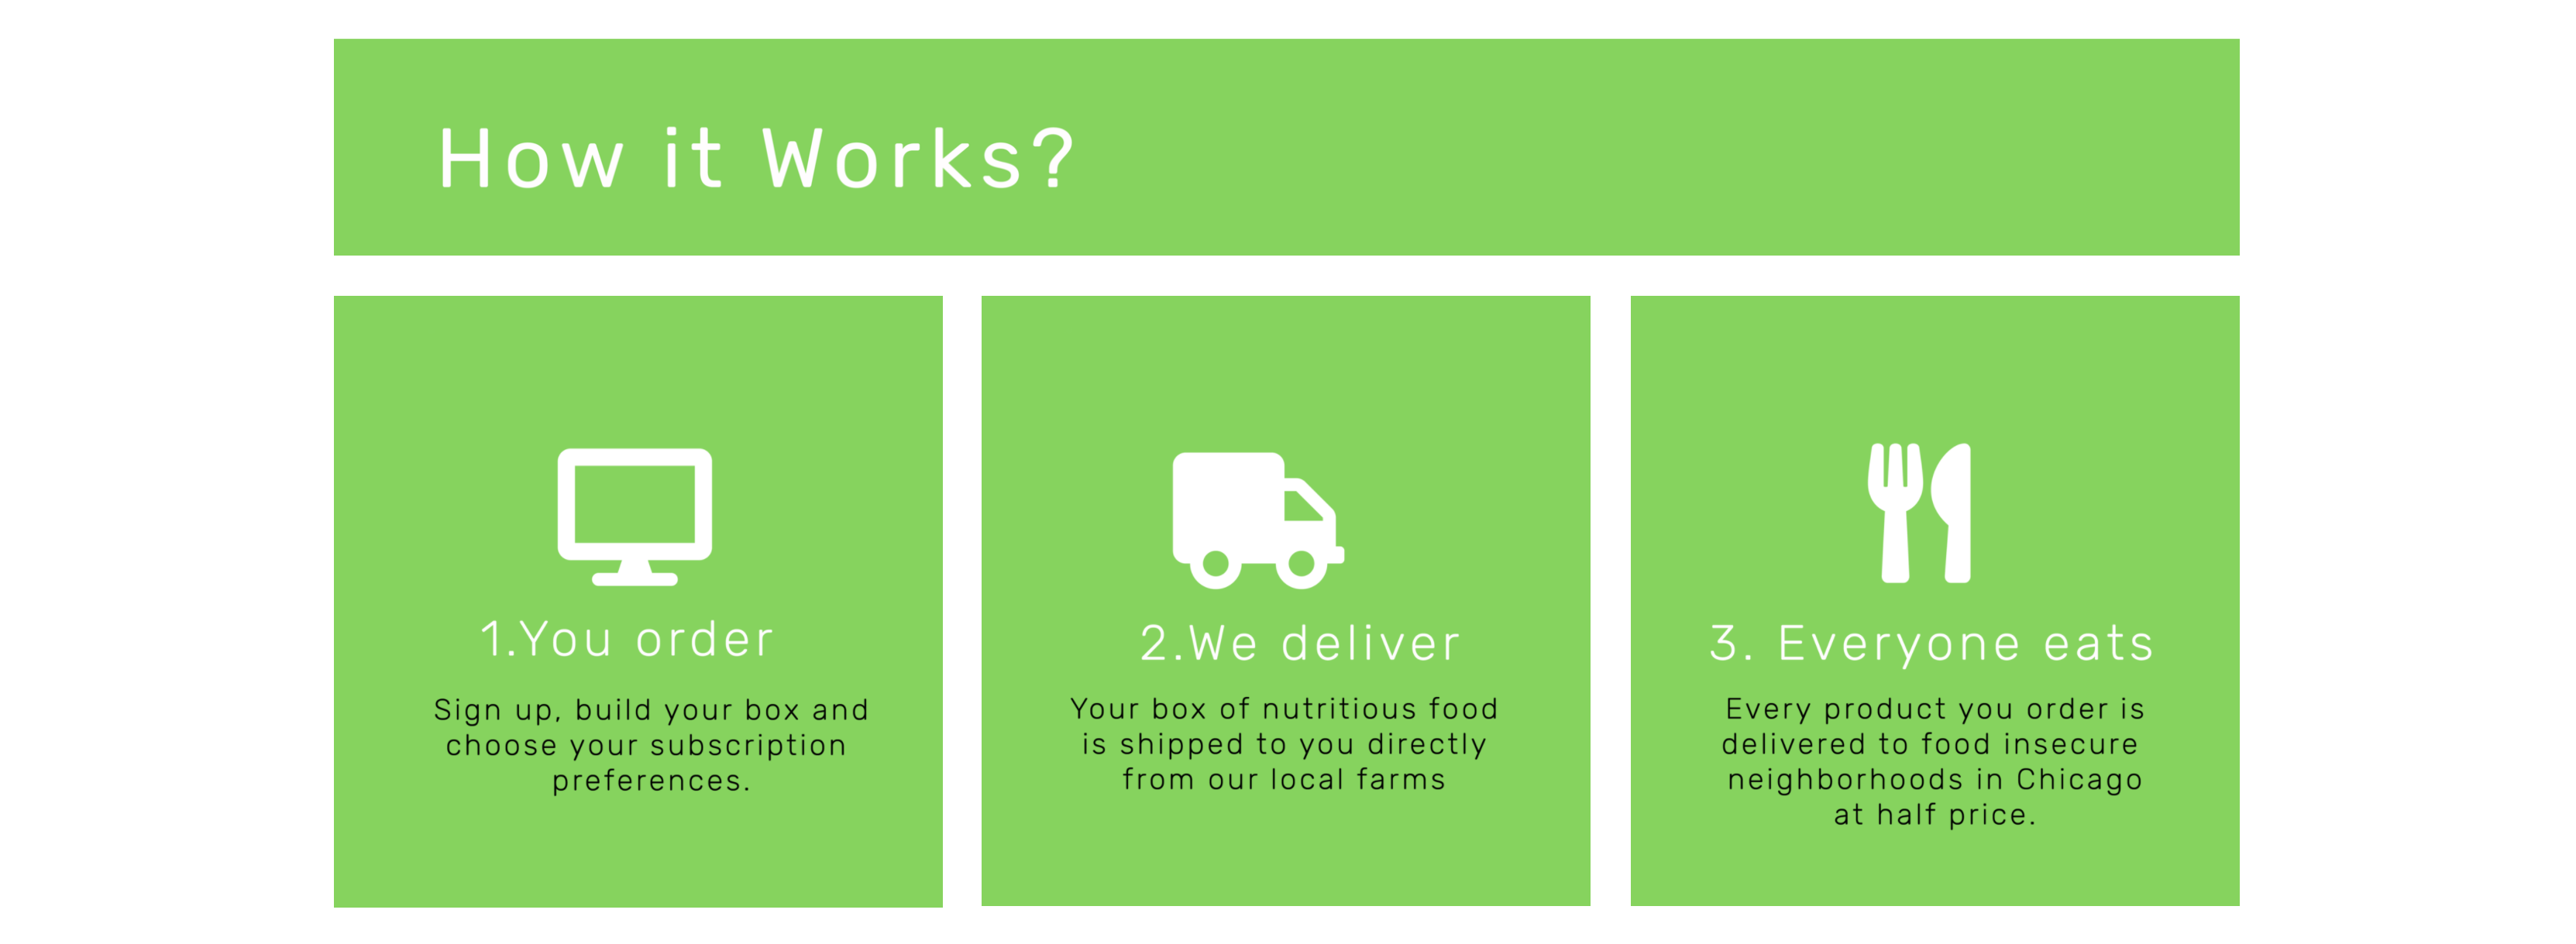 How it Works?
1.You order
Sign up, build your box and
choose your subscription
preferences.
2.We deliver
Your box of nutritious food
is shipped to you directly
from our local farms
3. Everyone eats
Every product you order is
delivered to food insecure
neighborhoods in Chicago
at half price.